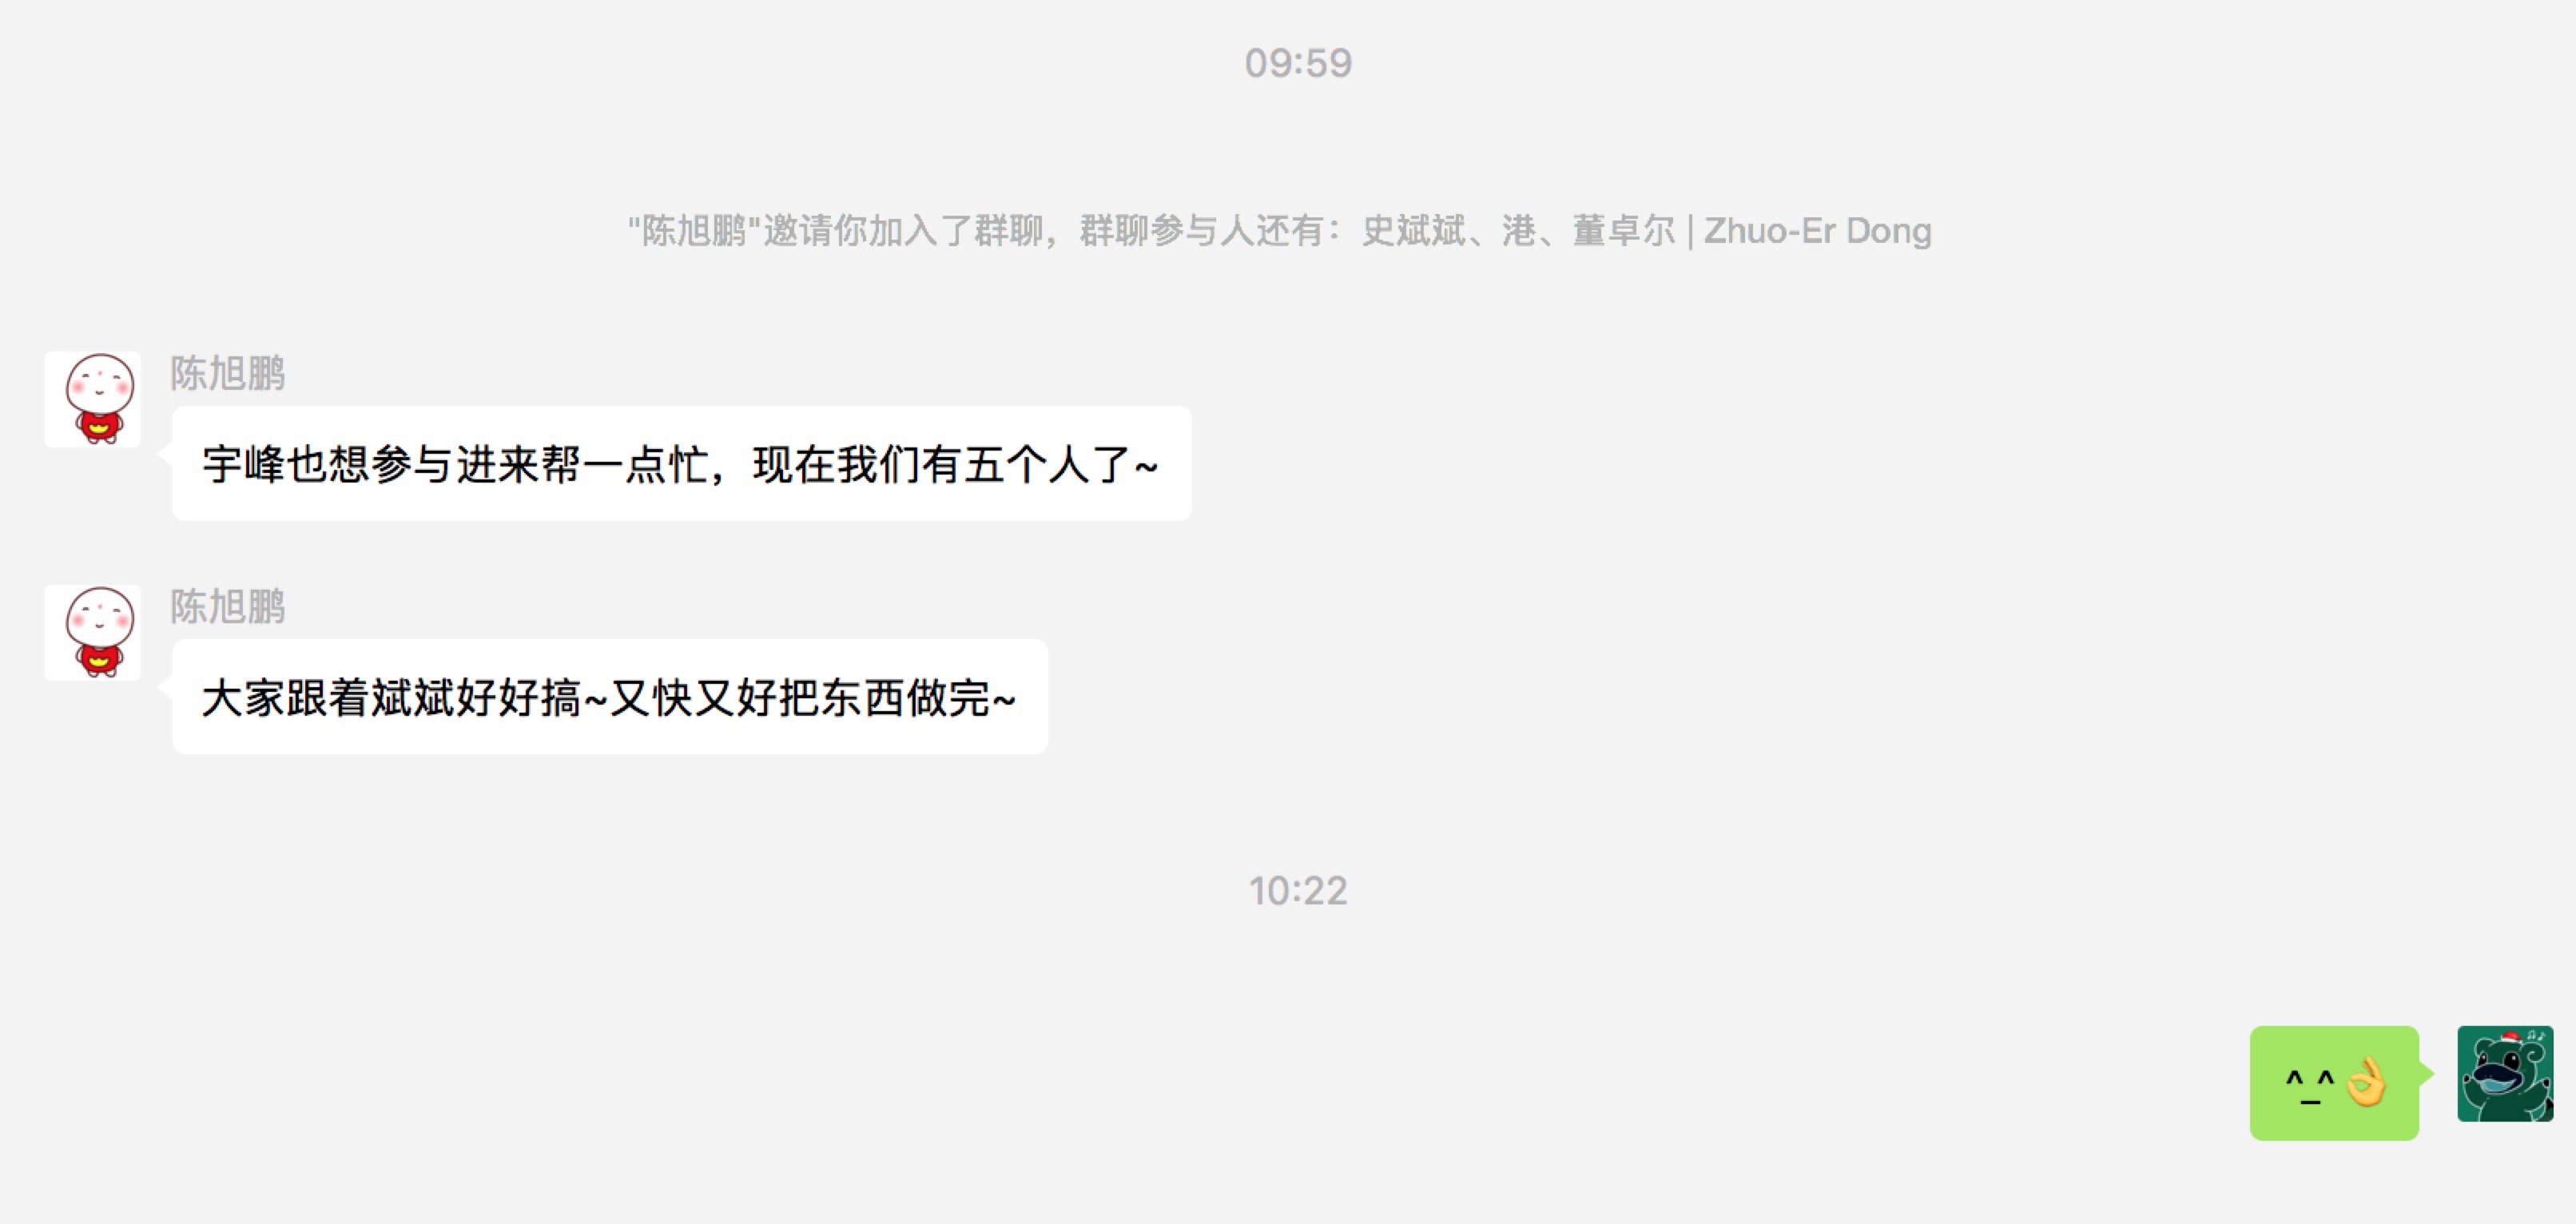 09:59
"陈旭鹏"邀请你加入了群聊，群聊参与人还有：史斌斌、港、董卓尔 | Zhuo-Er Dong
陈旭鹏
宇峰也想参与进来帮一点忙，现在我们有五个人了~
陈旭鹏
大家跟着斌斌好好搞~又快又好把东西做完~
10:22
^_^👌